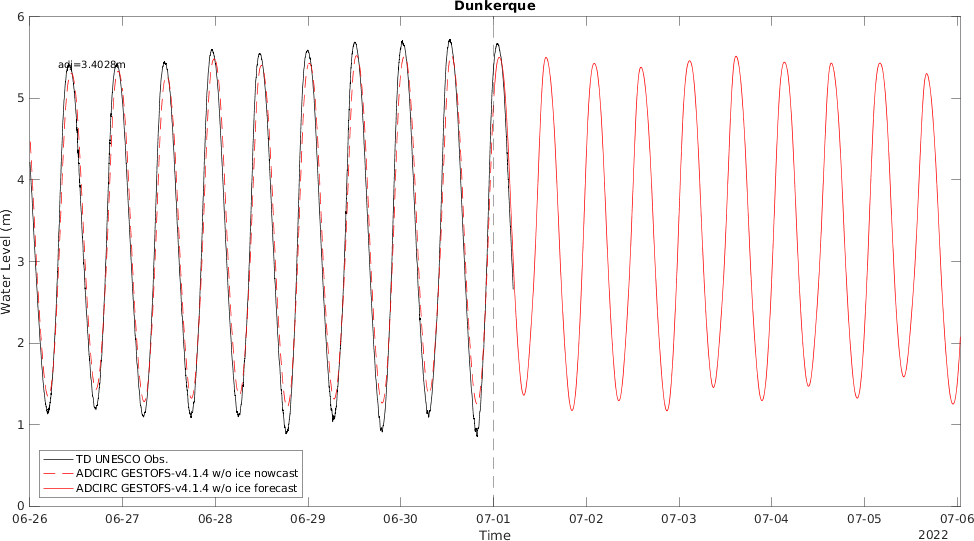 Dunkerque
6
adj=3.4028m
5
4
3
2
1
0
Water Level (m)
TD UNESCO Obs.
ADCIRC GESTOFS-v4.1.4 w/o ice nowcast
ADCIRC GESTOFS-v4.1.4 w/o ice forecast
06-26 06-27 06-28 06-29 06-30 07-01 07-02 07-03 07-04 07-05 07-06
Time
2022